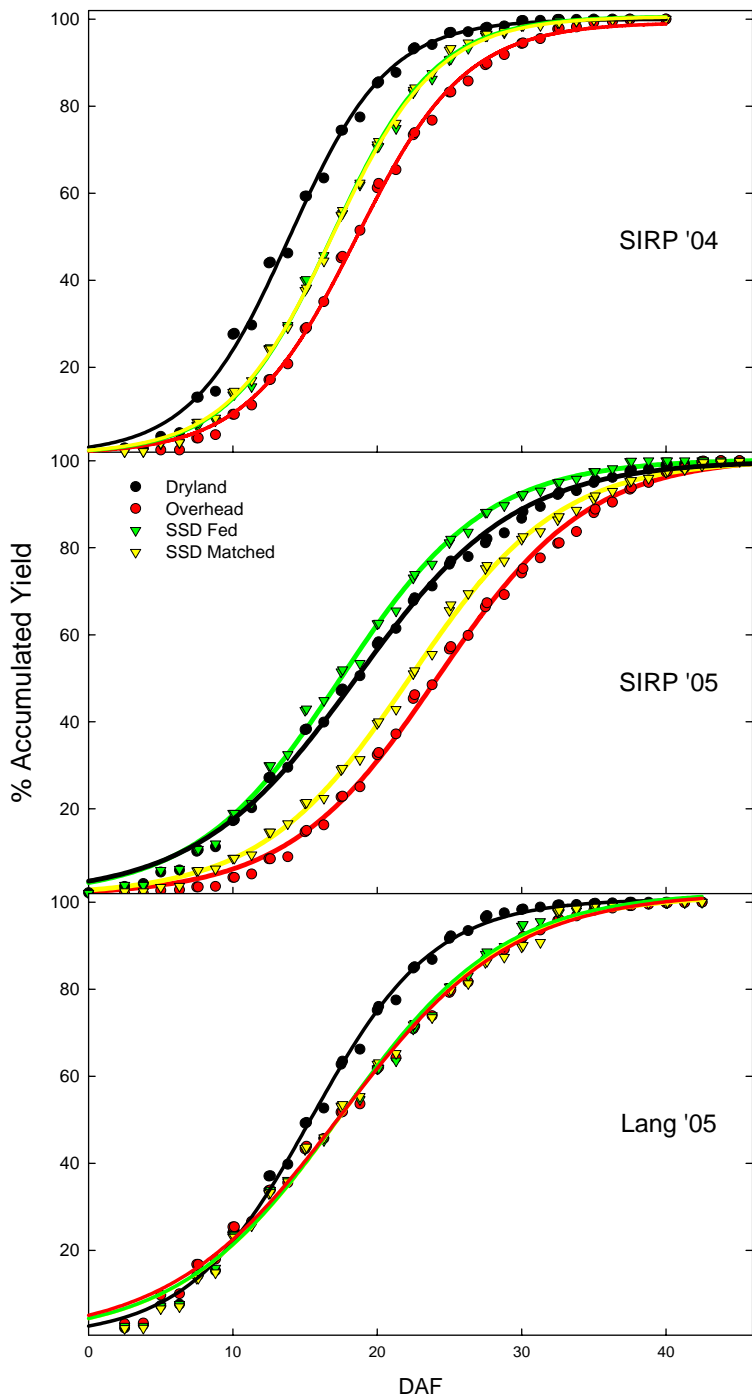 100
80
60
40
20
SIRP '04
100
80
60
40
20
Dryland
Overhead
SSD Fed
SSD Matched
SIRP '05
% Accumulated Yield
100
80
60
40
20
Lang '05
0 10 20 30 40
DAF